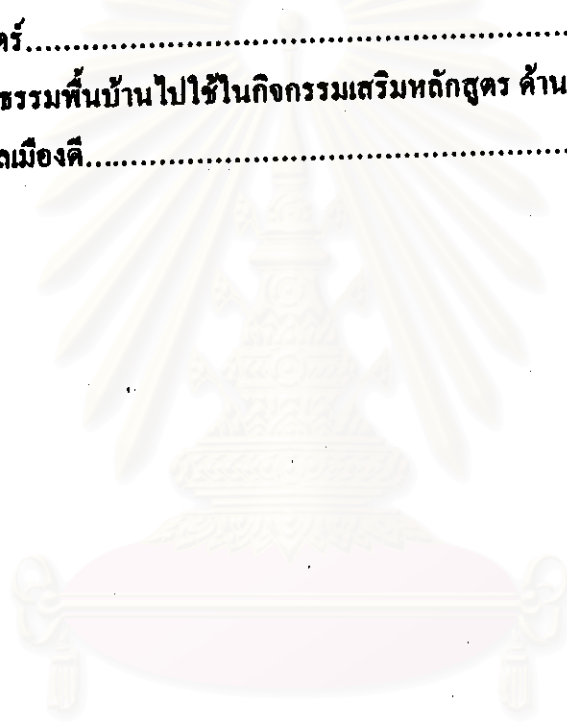 ตร์......................................................................
ธรรมพื้นบ้านไปใช้ในกิจกรรมเสริมหลักสูตร ด้าน
ลเมืองดี............................................................